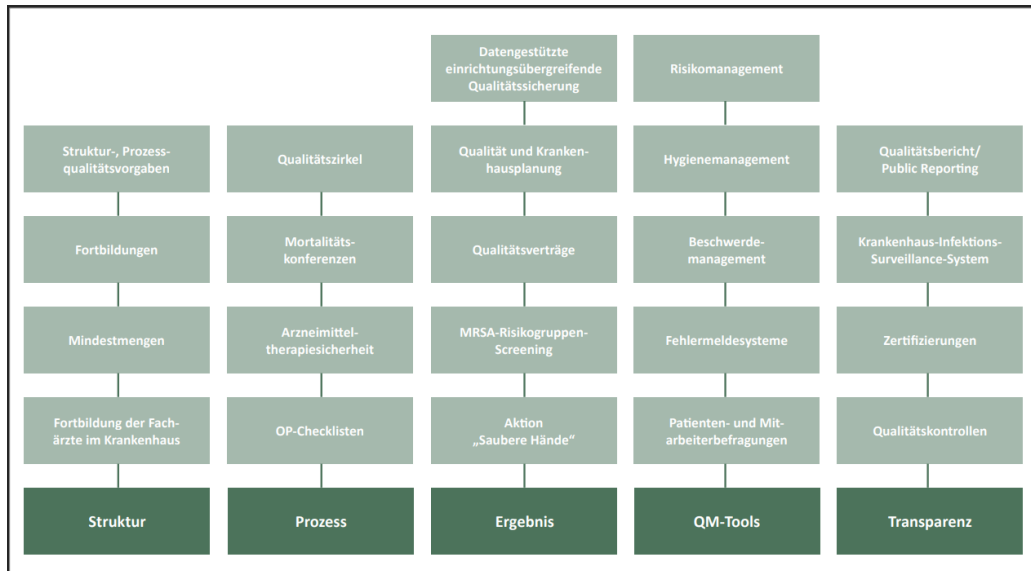 Datengestützte
einrichtungsübergreifende
Qualitätssicherung
Risikomanagement
Struktur-, Prozess-
qualitätsvorgaben
Qualitätszirkel
Qualität und Kranken-
hausplanung
Hygienemanagement
Qualitätsbericht/
Public Reporting
Fortbildungen
Mortalitäts-
konferenzen
Qualitätsverträge
Beschwerde-
management
Krankenhaus-Infektions-
Surveillance-System
Mindestmengen
Arzneimittel-
therapiesicherheit
MRSA-Risikogruppen-
Screening
Fehlermeldesysteme
Zertifizierungen
Fortbildung der Fach-
ärzte im Krankenhaus
OP-Checklisten
Aktion
„Saubere Hände“
Patienten- und Mit-
arbeiterbefragungen
Qualitätskontrollen
Struktur
Prozess
Ergebnis
QM-Tools
Transparenz